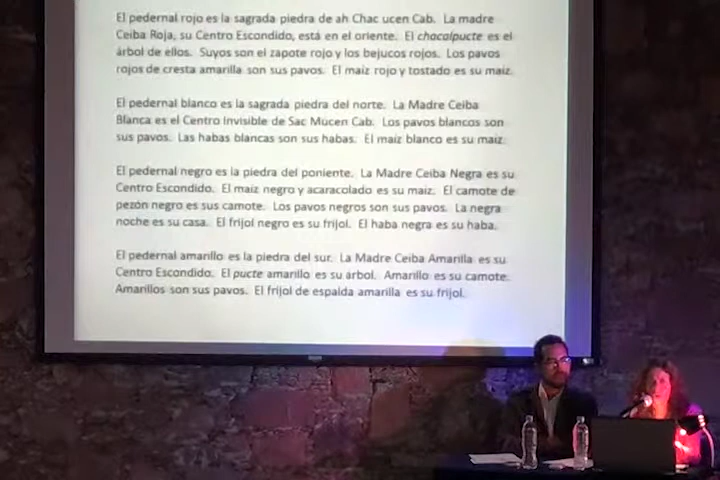 El pedernal rojo es la sagrada piedra de ah Chac ucen Cab. La madre
Ceiba Roja, su Centro Escondido, está en el oriente. El chacalpucte es el
árbol de ellos. Suyos son el zapote rojo y los bejucos rojos. Los pavos
rojos de cresta amarilla son sus pavos. El maíz rojo y tostado es su maíz.
El pedernal blanco es la sagrada piedra del norte. La Madre Ceiba
Blanca es el Centro Invisible de Sac Mucen Cab. Los pavos blancos son
sus pavos. Las habas blancas son sus habas. El maíz blanco es su maíz.
El pedernal negro es la piedra del poniente. La Madre Ceiba Negra es su
Centro Escondido. El maíz negro y acaracolado es su maíz. El camote de
pezón negro es sus camote. Los pavos negros son sus pavos. La negra
noche es su casa. El frijol negro es su frijol. El haba negra es su haba.
El pedernal amarillo es la piedra del sur. La Madre Ceiba Amarilla es su
Centro Escondido. El pucte amarillo es su árbol. Amarillo es su camote.
Amarillos son sus pavos. El frijol de espalda amarilla es su frijol.